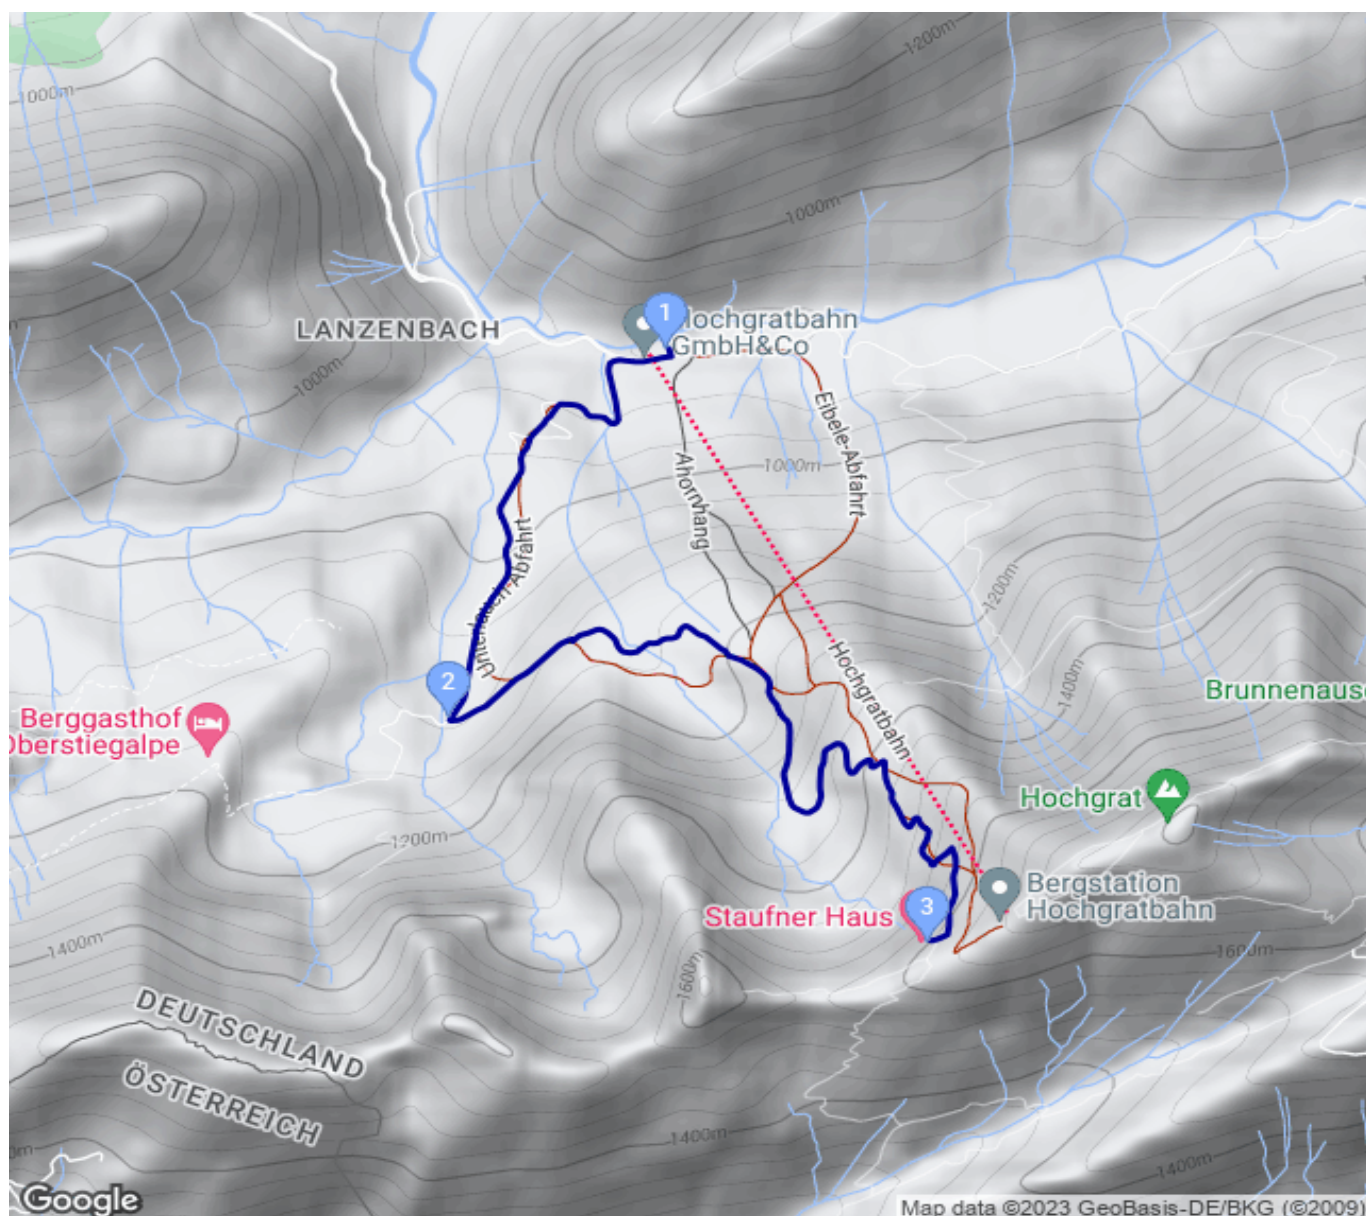 1200m
1000m
1000m
1
LANZENBACH
Hochgratbahn
GmbH&Co
1000m
Eibele-Abfahrt
Ahornhang
1000m
Unterlauch-Abfahrt
1200m
Hochgratbahn
1400m
2
Brunnenaus
Berggasthof
Oberstiegalpe
Hochgrat
1200m
Bergstation
Hochgratbahn
3
Staufner Haus
1400m
1600m
1600m
DEUTSCHLAND
ÖSTERREICH
1400m
1400m
Google
Map data ©2023 GeoBasis-DE/BKG (©2009)